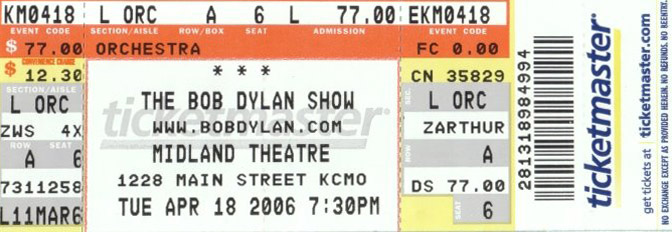 KM0418 L ORC A 6 L 77.00 EKM0418
EVENT CODE SECTION/AISLE ROW/BOX SEAT ADMISSION EVENT CODE
$ 77.00 ORCHESTRA FC 0.00
CONVENIENCE CHARGE
$ 12.30
L ORC
SECTION/AISLE
ZWS 4X
A 6
7311258
L11MAR6
* * *
THE BOB DYLAN SHOW
www.BOBDYLAN.COM
MIDLAND THEATRE
1228 MAIN STREET KCMO
TUE APR 18 2006 7:30PM
ticketmaster
CN 35829
L ORC
ZARTHUR
A
DS 77.00
SEAT
6
281318984994
ticketmaster
get tickets at ticketmaster.com
NO EXCHANGE EXCEPT AS PROVIDED HEREIN. NO REFUNDS. NO REENTRY.